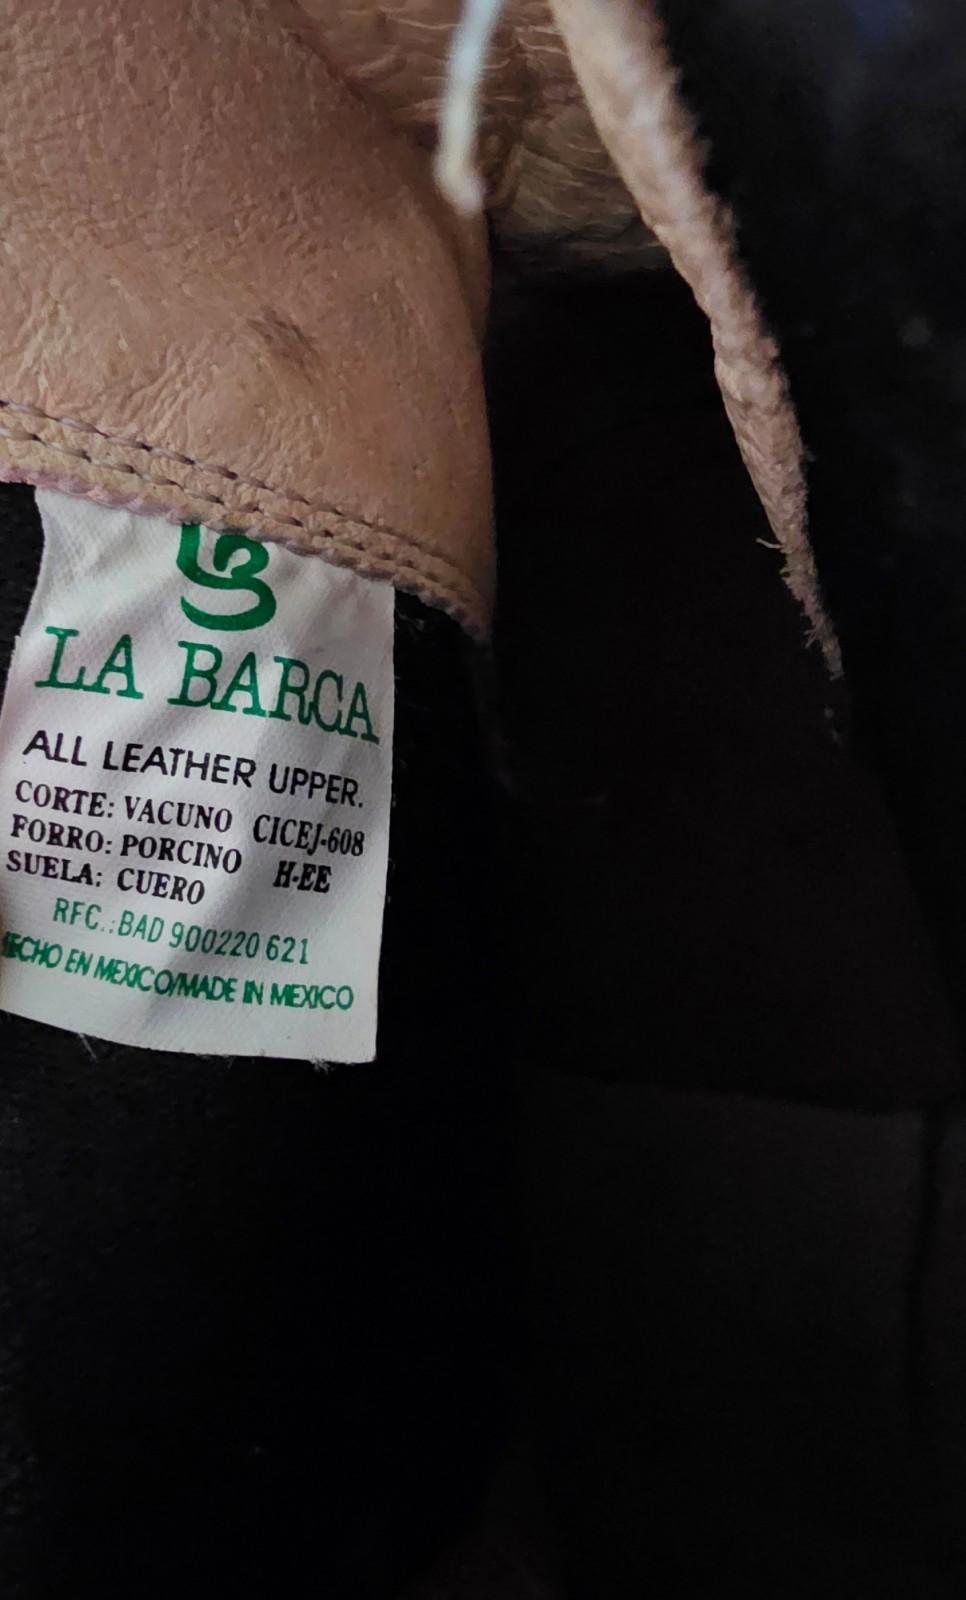 LB
LA BARCA
ALL LEATHER UPPER.
CORTE: VACUNO CICEJ-608
FORRO: PORCINO H-EE
SUELA: CUERO
RFC.:BAD 900220 621
HECHO EN MEXICO/MADE IN MEXICO